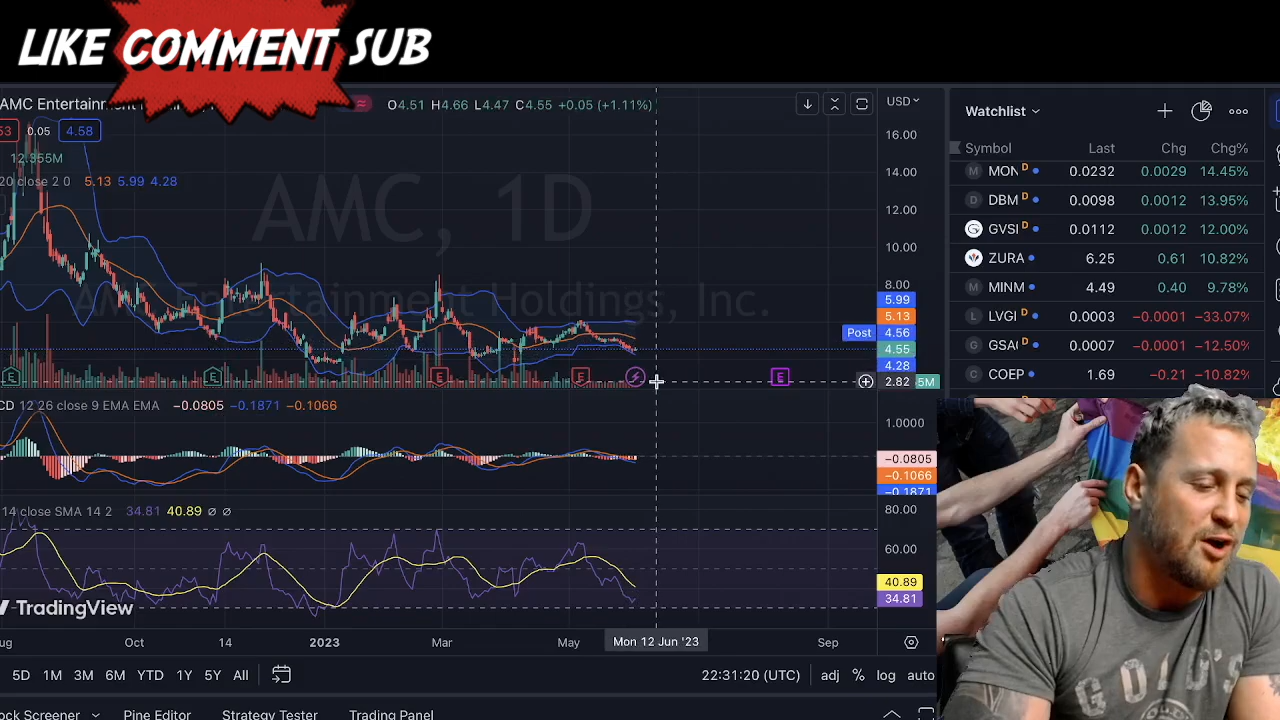 LIKE COMMENT SUB
AMC Entertainment
O4.51 H4.66 L4.47 C4.55 +0.05 (+1.11%)
USD
53 0.05 4.58
12.355M
20 close 2 0 5.13 5.99 4.28
AMC, 1D
AMC Entertainment Holdings, Inc.
16.00
14.00
12.00
10.00
8.00
5.99
5.13
Post 4.56
4.55
4.28
2.82 5M
E E E E E
CD 12 26 close 9 EMA EMA −0.0805 −0.1871 −0.1066
1.0000
−0.0805
−0.1066
−0.1871
14 close SMA 14 2 34.81 40.89 ∅ ∅
80.00
60.00
40.89
34.81
TradingView
ug Oct 14 2023 Mar May Mon 12 Jun '23 Sep
5D 1M 3M 6M YTD 1Y 5Y All 22:31:20 (UTC) adj % log auto
ock Screener Pine Editor Strategy Tester Trading Panel
Watchlist
Symbol Last Chg Chg%
M MON D 0.0232 0.0029 14.45%
D DBM D 0.0098 0.0012 13.95%
G GVSI D 0.0112 0.0012 12.00%
ZURA 6.25 0.61 10.82%
M MINM 4.49 0.40 9.78%
L LVGI D 0.0003 −0.0001 −33.07%
J GSA D 0.0007 −0.0001 −12.50%
C COEP 1.69 −0.21 −10.82%
GOLD'S